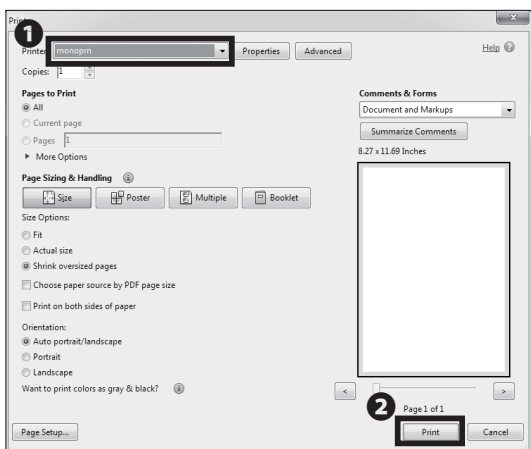 Print
1
Printer: monoprn Properties Advanced Help
Copies: 1
Pages to Print
All
Current page
Pages 1
More Options
Page Sizing & Handling
Size Poster Multiple Booklet
Size Options:
Fit
Actual size
Shrink oversized pages
Choose paper source by PDF page size
Print on both sides of paper
Orientation:
Auto portrait/landscape
Portrait
Landscape
Want to print colors as gray & black?
Comments & Forms
Document and Markups
Summarize Comments
8.27 x 11.69 Inches
< >
Page 1 of 1
2
Page Setup... Print Cancel